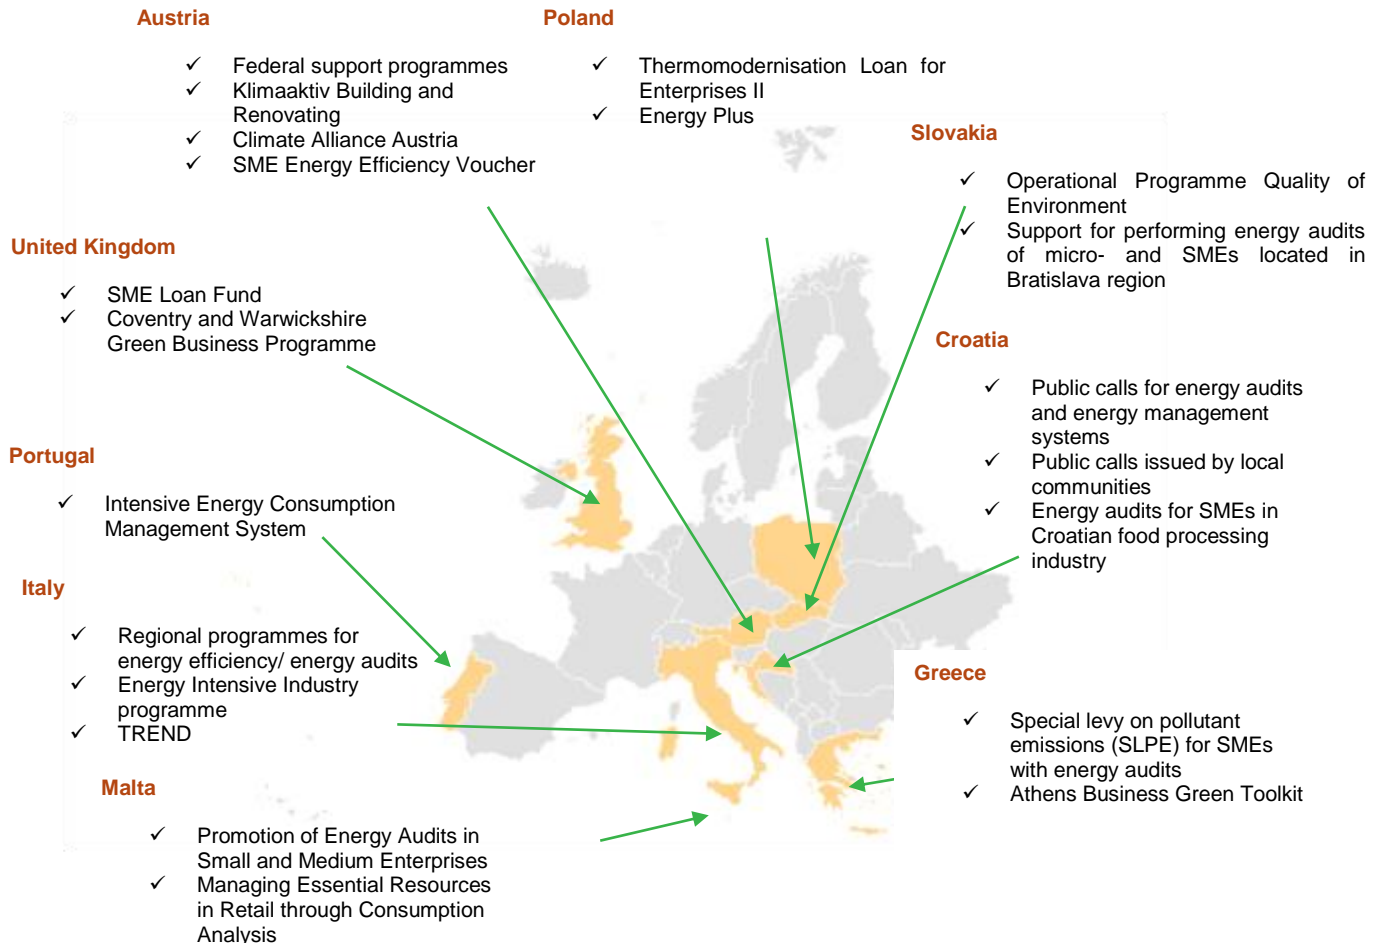 Austria
✓ Federal support programmes
✓ Klimaaktiv Building and
Renovating
✓ Climate Alliance Austria
✓ SME Energy Efficiency Voucher
Poland
✓ Thermomodernisation Loan for
Enterprises II
✓ Energy Plus
Slovakia
✓ Operational Programme Quality of
Environment
✓ Support for performing energy audits
of micro- and SMEs located in
Bratislava region
United Kingdom
✓ SME Loan Fund
✓ Coventry and Warwickshire
Green Business Programme
Croatia
✓ Public calls for energy audits
and energy management
systems
✓ Public calls issued by local
communities
✓ Energy audits for SMEs in
Croatian food processing
industry
Portugal
✓ Intensive Energy Consumption
Management System
Italy
✓ Regional programmes for
energy efficiency/ energy audits
✓ Energy Intensive Industry
programme
✓ TREND
Greece
✓ Special levy on pollutant
emissions (SLPE) for SMEs
with energy audits
✓ Athens Business Green Toolkit
Malta
✓ Promotion of Energy Audits in
Small and Medium Enterprises
✓ Managing Essential Resources
in Retail through Consumption
Analysis